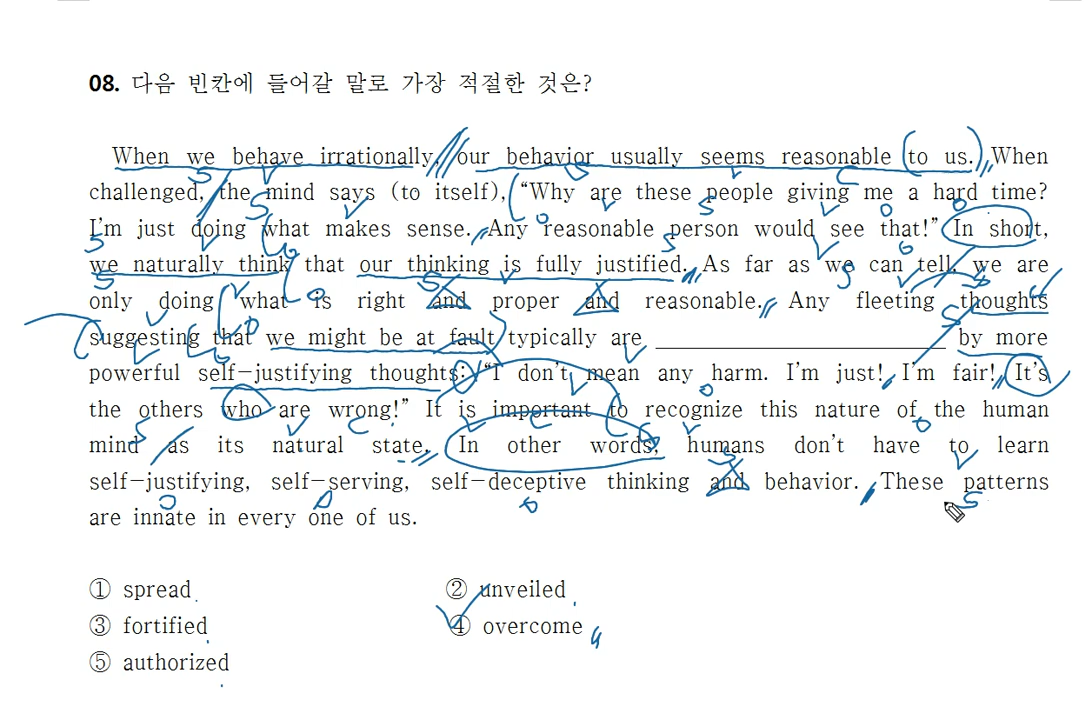 08. 다음 빈칸에 들어갈 말로 가장 적절한 것은?
When we behave irrationally, our behavior usually seems reasonable to us. When
challenged, the mind says (to itself), “Why are these people giving me a hard time?
I’m just doing what makes sense. Any reasonable person would see that!” In short,
we naturally think that our thinking is fully justified. As far as we can tell, we are
only doing what is right and proper and reasonable. Any fleeting thoughts
suggesting that we might be at fault typically are ____________ by more
powerful self-justifying thoughts: “I don’t mean any harm. I’m just! I’m fair! It’s
the others who are wrong!” It is important to recognize this nature of the human
mind as its natural state. In other words, humans don’t have to learn
self-justifying, self-serving, self-deceptive thinking and behavior. These patterns
are innate in every one of us.
① spread ② unveiled
③ fortified ④ overcome
⑤ authorized